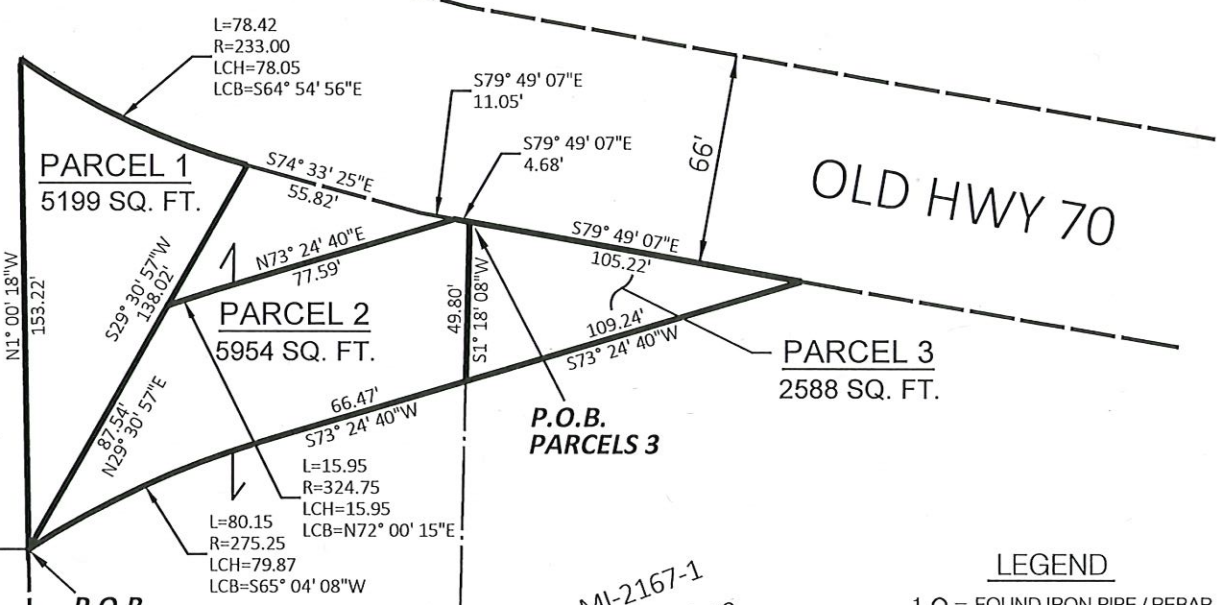 L=78.42
R=233.00
LCH=78.05
LCB=S64° 54' 56"E
S79° 49' 07"E
11.05'
S79° 49' 07"E
4.68'
66'
OLD HWY 70
PARCEL 1
5199 SQ. FT.
S74° 33' 25"E
55.82'
N1° 00' 18"W
153.22'
S29° 30' 57"W
138.02'
N73° 24' 40"E
77.59'
S79° 49' 07"E
105.22'
PARCEL 2
5954 SQ. FT.
49.80'
S1° 18' 08"W
109.24'
S73° 24' 40"W
PARCEL 3
2588 SQ. FT.
87.54'
N29° 30' 57"E
66.47'
S73° 24' 40"W
P.O.B.
PARCELS 3
L=15.95
R=324.75
LCH=15.95
LCB=N72° 00' 15"E
L=80.15
R=275.25
LCH=79.87
LCB=S65° 04' 08"W
P.O.B.
MI-2167-1
LEGEND
1 O = FOUND IRON PIPE / REBAR